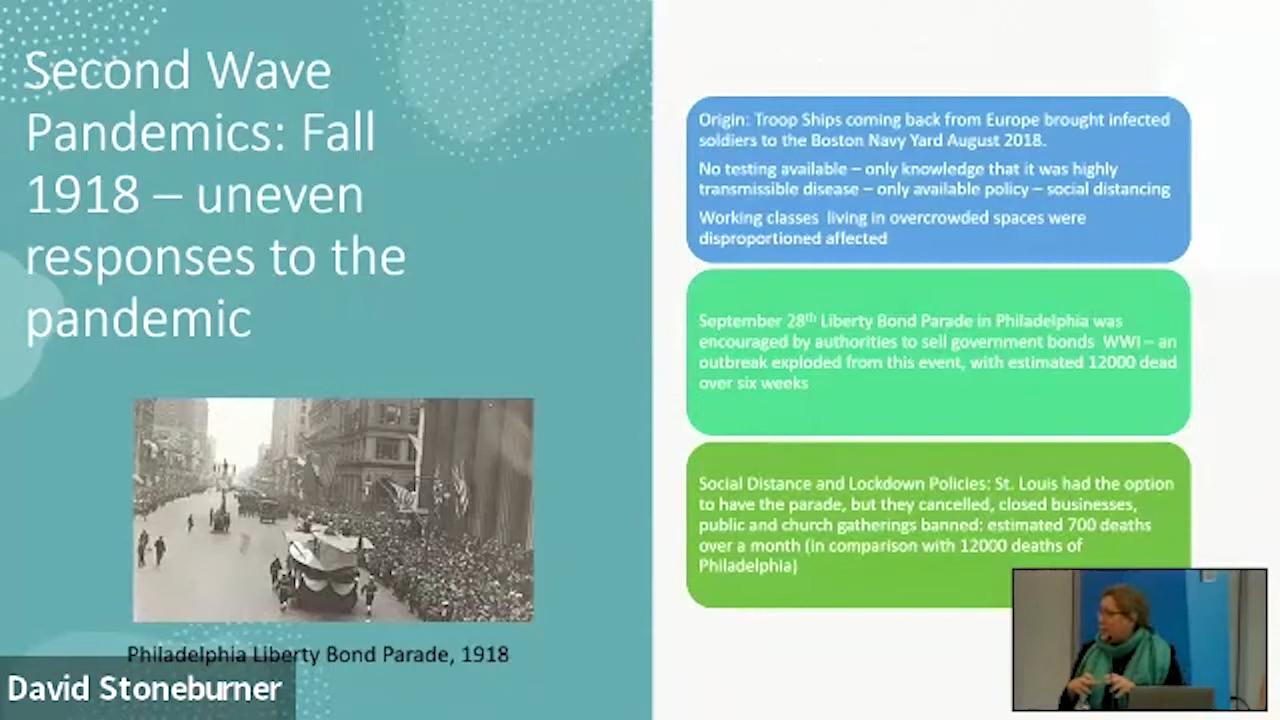 Second Wave
Pandemics: Fall
1918 – uneven
responses to the
pandemic
Philadelphia Liberty Bond Parade, 1918
David Stoneburner
Origin: Troop Ships coming back from Europe brought infected
soldiers to the Boston Navy Yard August 2018.
No testing available – only knowledge that it was highly
transmissible disease – only available policy – social distancing
Working classes living in overcrowded spaces were
disproportioned affected
September 28th Liberty Bond Parade in Philadelphia was
encouraged by authorities to sell government bonds WWI – an
outbreak exploded from this event, with estimated 12000 dead
over six weeks
Social Distance and Lockdown Policies: St. Louis had the option
to have the parade, but they cancelled, closed businesses,
public and church gatherings banned: estimated 700 deaths
over a month (in comparison with 12000 deaths of
Philadelphia)